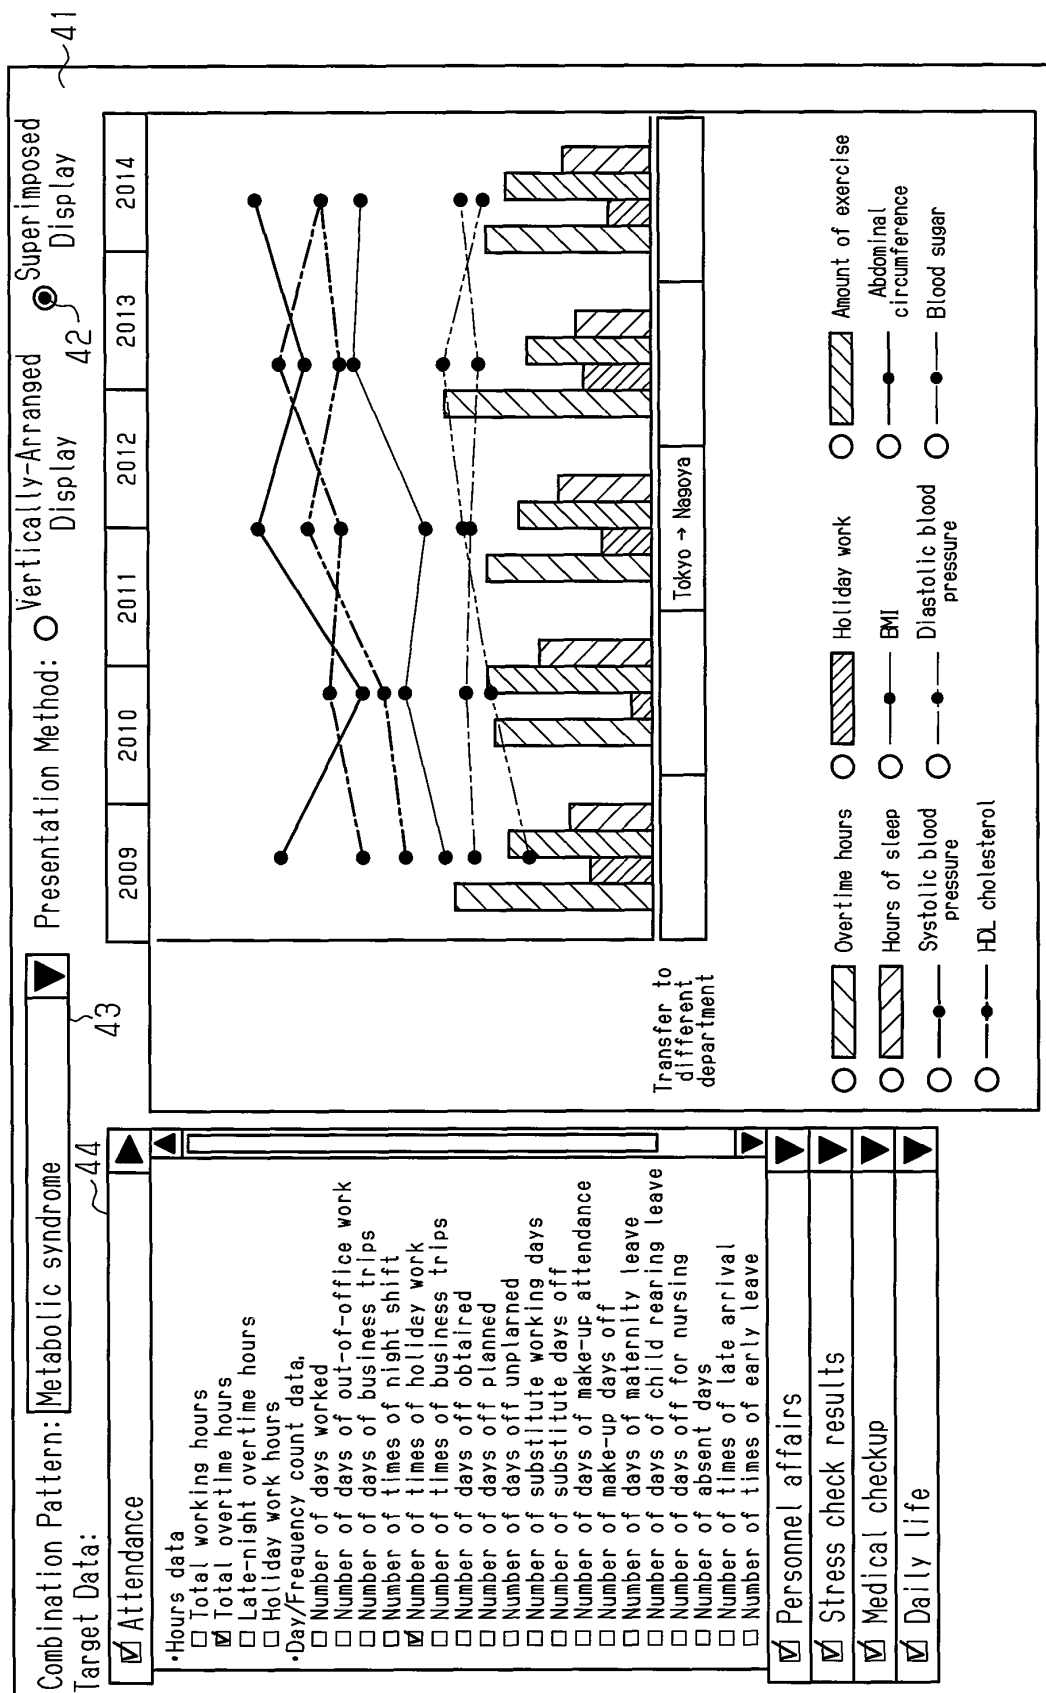 Combination Pattern: Metabolic syndrome
Presentation Method: Vertically-Arranged Display
Superimposed Display
41
42
43
44
Target Data:
Attendance
•Hours data
Total working hours
Total overtime hours
Late-night overtime hours
Holiday work hours
•Day/Frequency count data,
Number of days worked
Number of days of out-of-office work
Number of days of business trips
Number of times of night shift
Number of times of holiday work
Number of times of business trips
Number of days off obtaired
Number of days off planned
Number of days off unplarned
Number of substitute working days
Number of substitute days off
Number of days of make-up attendance
Number of make-up days off
Number of days of maternity leave
Number of days of child rearing leave
Number of days off for nursing
Number of absent days
Number of times of late arrival
Number of times of early leave
Personnel affairs
Stress check results
Medical checkup
Daily life
2009 2010 2011 2012 2013 2014
Transfer to
different
department
Tokyo → Nagoya
Overtime hours
Holiday work
Amount of exercise
Hours of sleep
BMI
Abdominal
circumference
Systolic blood
pressure
Diastolic blood
pressure
Blood sugar
HDL cholesterol